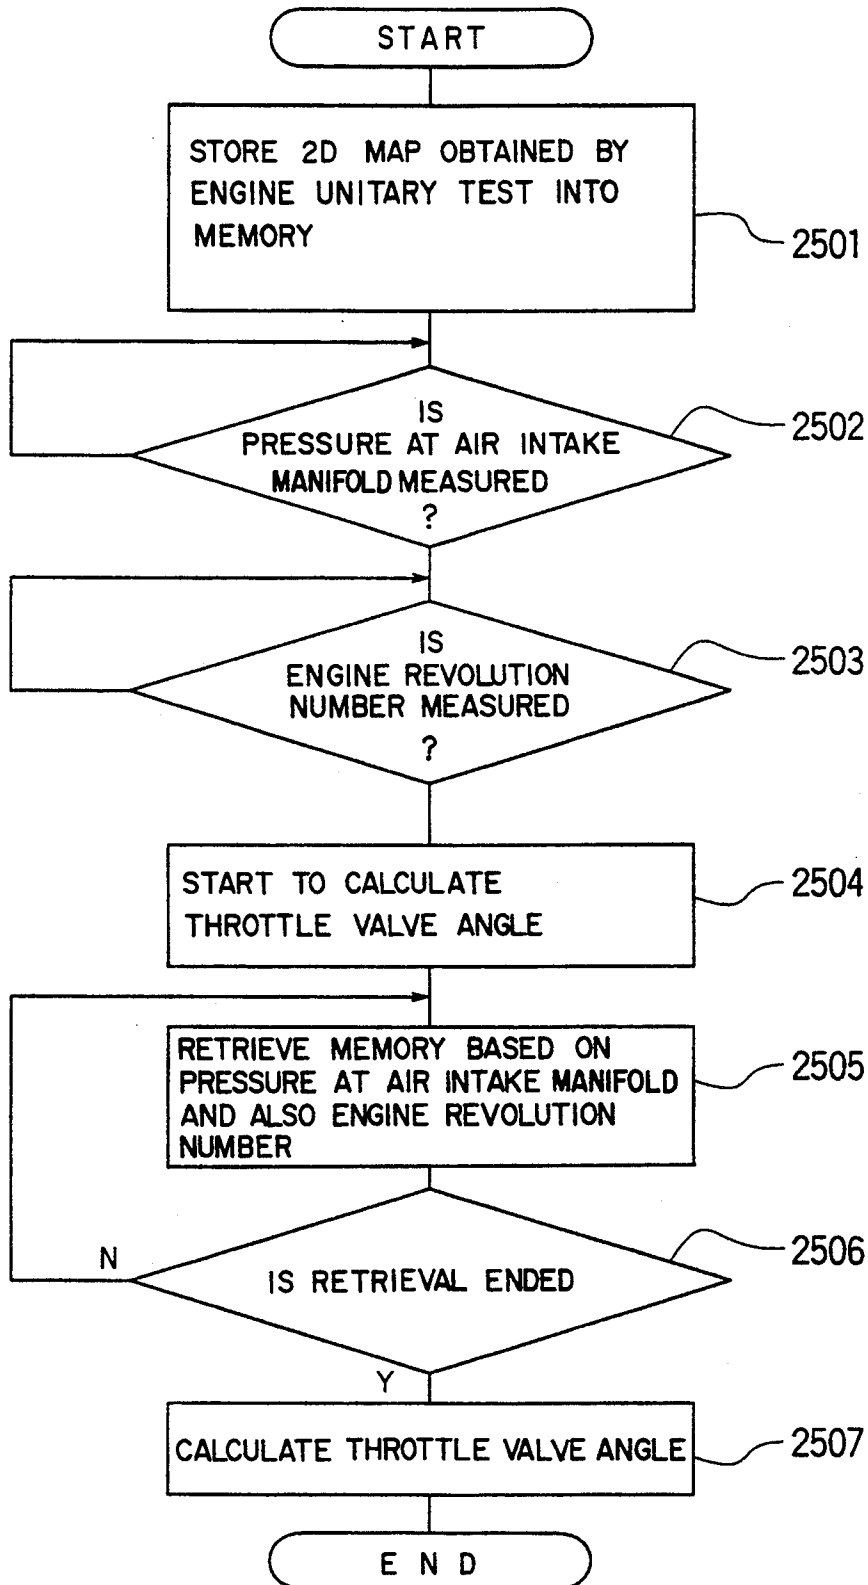 START
STORE 2D MAP OBTAINED BY
ENGINE UNITARY TEST INTO
MEMORY
2501
IS
PRESSURE AT AIR INTAKE
MANIFOLD MEASURED
?
2502
IS
ENGINE REVOLUTION
NUMBER MEASURED
?
2503
START TO CALCULATE
THROTTLE VALVE ANGLE
2504
RETRIEVE MEMORY BASED ON
PRESSURE AT AIR INTAKE MANIFOLD
AND ALSO ENGINE REVOLUTION
NUMBER
2505
N
IS RETRIEVAL ENDED
2506
Y
CALCULATE THROTTLE VALVE ANGLE
2507
END